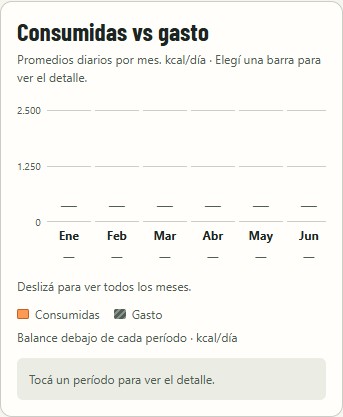 Consumidas vs gasto
Promedios diarios por mes. kcal/día · Elegí una barra para
ver el detalle.
2.500
1.250
0
— — — — — —
Ene Feb Mar Abr May Jun
— — — — — —
Deslizá para ver todos los meses.
Consumidas Gasto
Balance debajo de cada período · kcal/día
Tocá un período para ver el detalle.